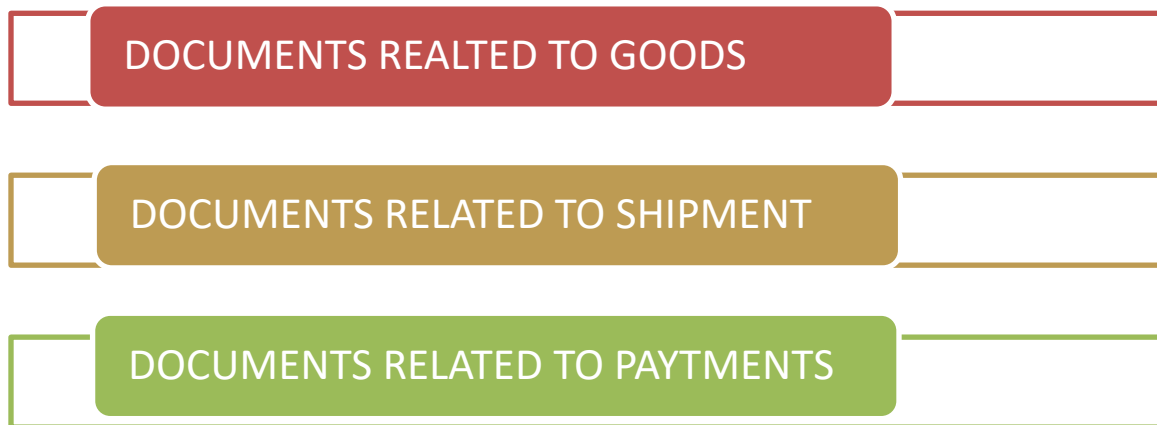 DOCUMENTS REALTED TO GOODS
DOCUMENTS RELATED TO SHIPMENT
DOCUMENTS RELATED TO PAYTMENTS